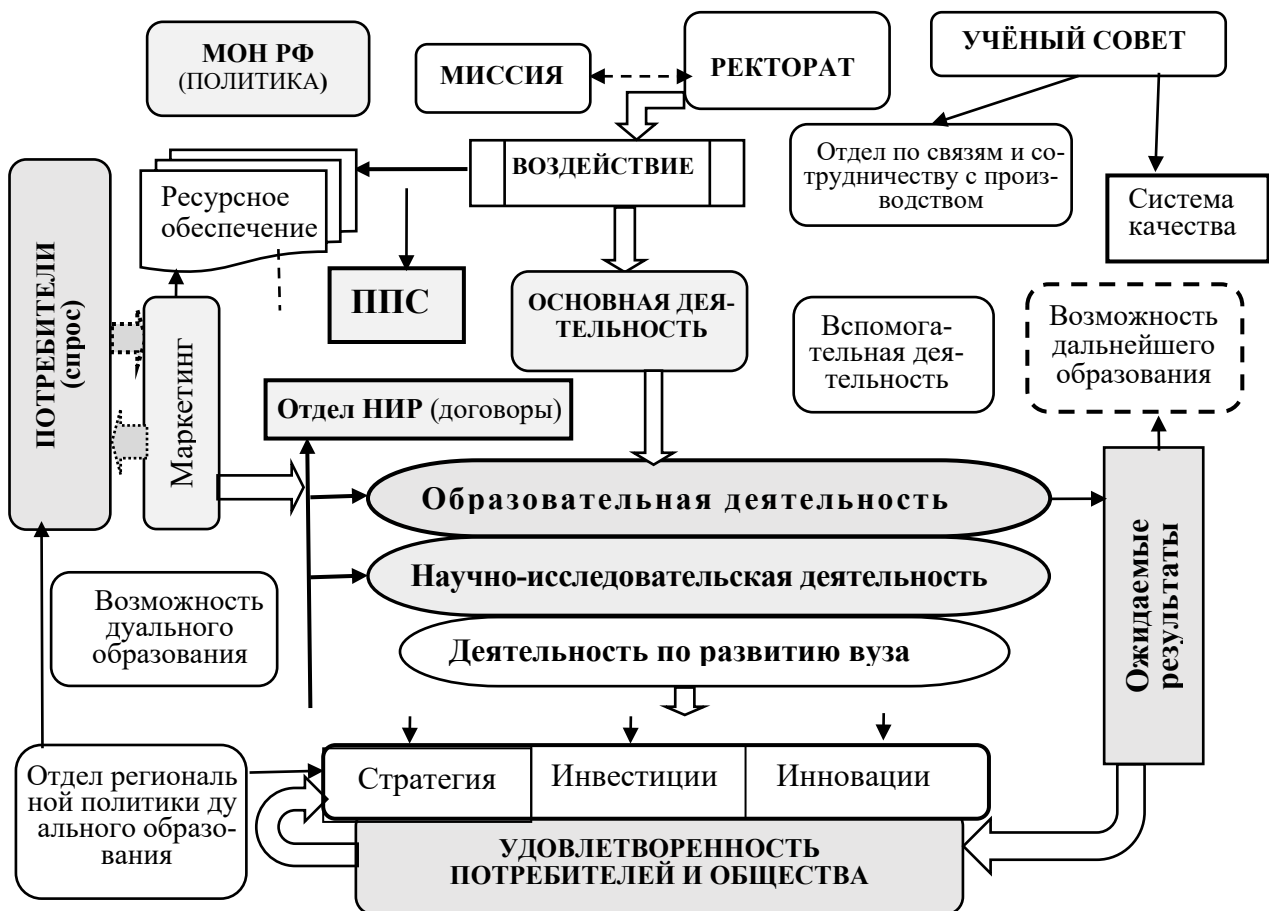 МОН РФ
(ПОЛИТИКА)
МИССИЯ
РЕКТОРАТ
УЧЁНЫЙ СОВЕТ
ВОЗДЕЙСТВИЕ
Отдел по связям и со-
трудничеству с произ-
водством
Система
качества
Ресурсное
обеспечение
ПОТРЕБИТЕЛИ
(спрос)
Маркетинг
ППС
ОСНОВНАЯ ДЕЯ-
ТЕЛЬНОСТЬ
Вспомога-
тельная дея-
тельность
Возможность
дальнейшего
образования
Отдел НИР (договоры)
Образовательная деятельность
Научно-исследовательская деятельность
Деятельность по развитию вуза
Ожидаемые
результаты
Возможность
дуального
образования
Отдел региональ
ной политики ду
ального образо-
вания
Стратегия
Инвестиции
Инновации
УДОВЛЕТВОРЕННОСТЬ
ПОТРЕБИТЕЛЕЙ И ОБЩЕСТВА